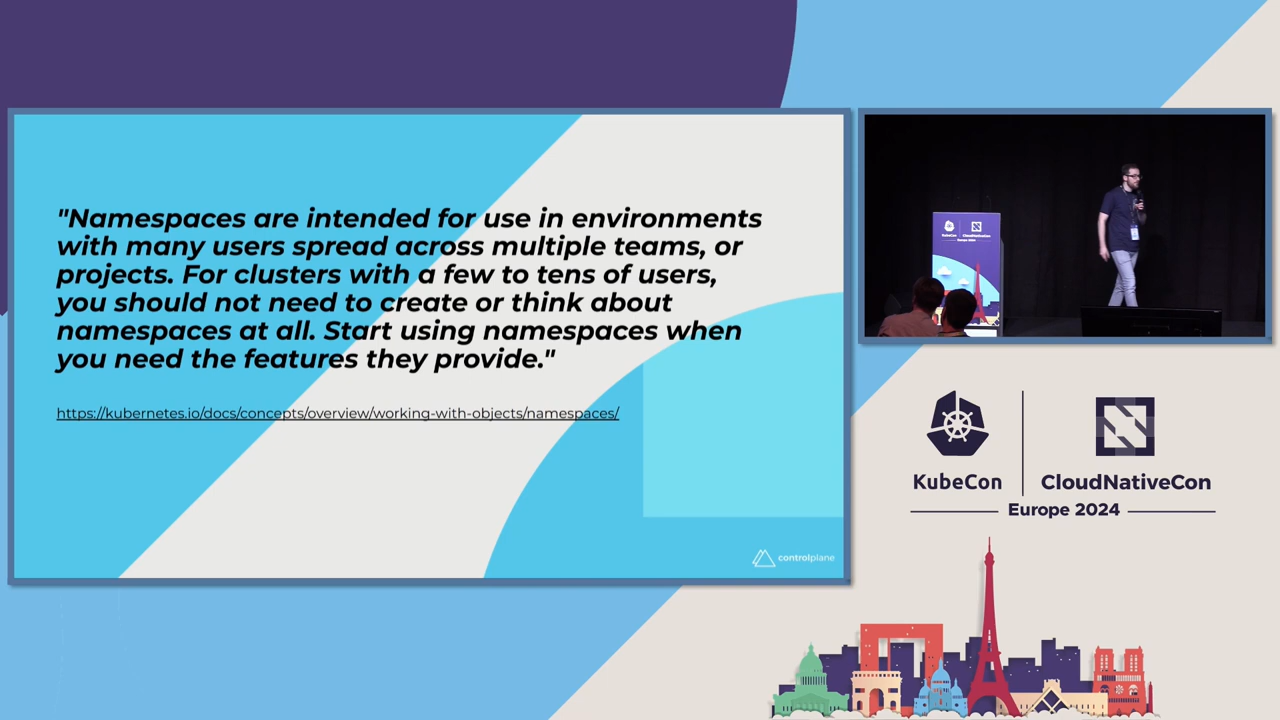 "Namespaces are intended for use in environments
with many users spread across multiple teams, or
projects. For clusters with a few to tens of users,
you should not need to create or think about
namespaces at all. Start using namespaces when
you need the features they provide."
https://kubernetes.io/docs/concepts/overview/working-with-objects/namespaces/
controlplane
KubeCon
CloudNativeCon
Europe 2024